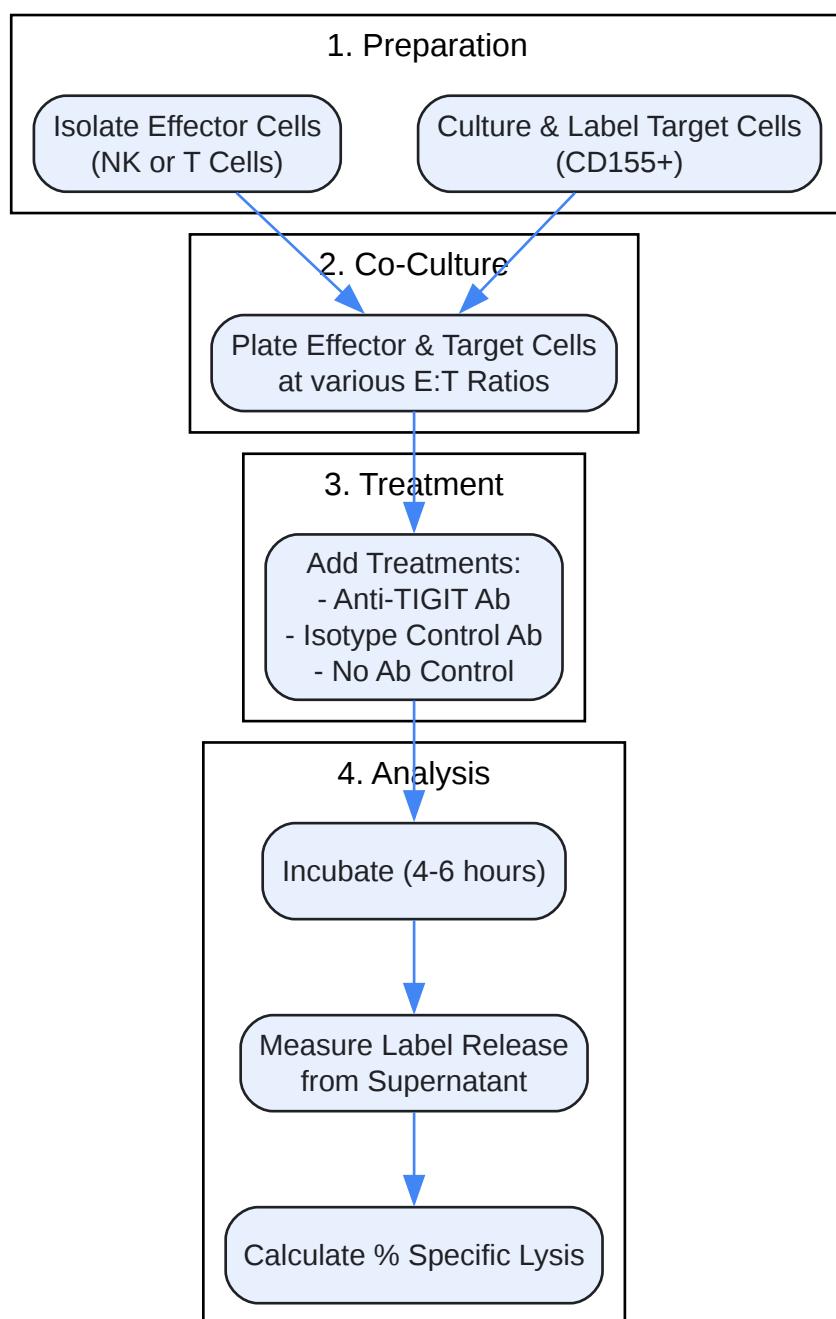 1. Preparation
Isolate Effector Cells
(NK or T Cells)
Culture & Label Target Cells
(CD155+)
2. Co-Culture
Plate Effector & Target Cells
at various E:T Ratios
3. Treatment
Add Treatments:
- Anti-TIGIT Ab
- Isotype Control Ab
- No Ab Control
4. Analysis
Incubate (4-6 hours)
Measure Label Release
from Supernatant
Calculate % Specific Lysis